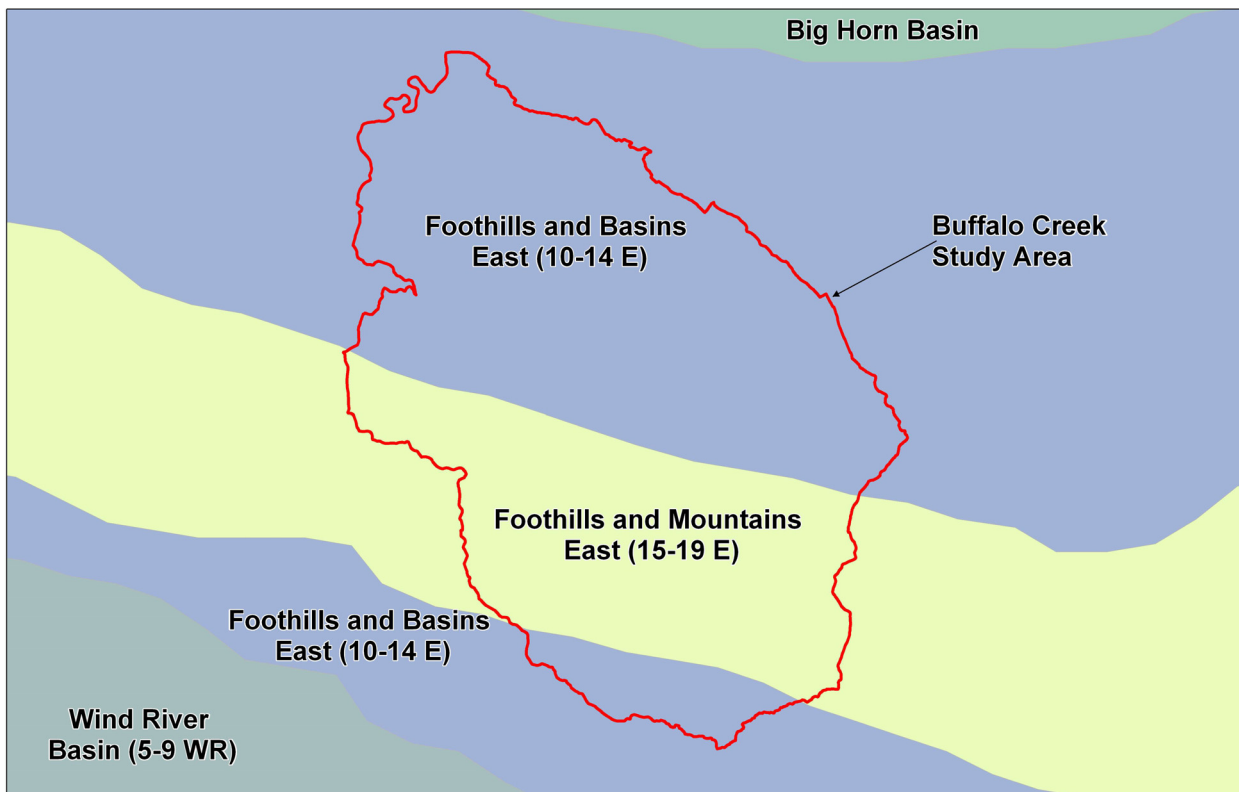 Big Horn Basin
Foothills and Basins
East (10-14 E)
Buffalo Creek
Study Area
Foothills and Mountains
East (15-19 E)
Foothills and Basins
East (10-14 E)
Wind River
Basin (5-9 WR)